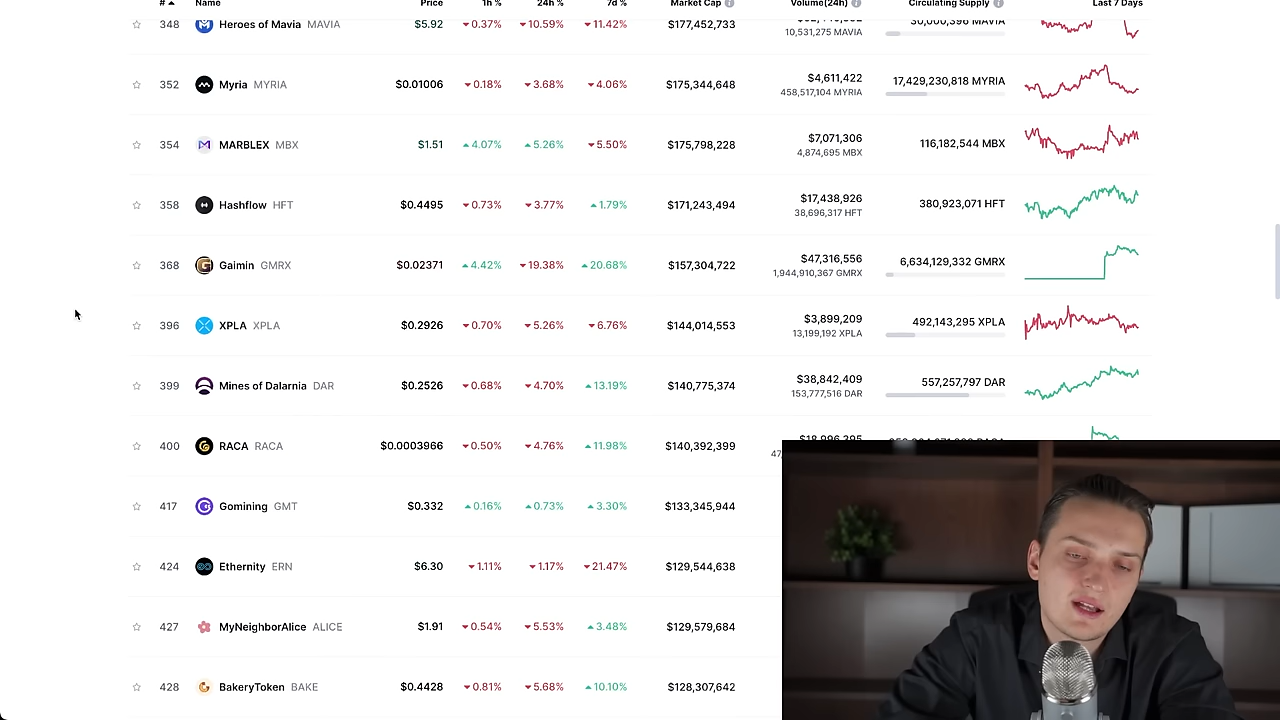 # Name Price 1h % 24h % 7d % Market Cap Volume(24h) Circulating Supply Last 7 Days
348 Heroes of Mavia MAVIA $5.92 0.37% 10.59% 11.42% $177,452,733
10,531,275 MAVIA
352 Myria MYRIA $0.01006 0.18% 3.68% 4.06% $175,344,648 $4,611,422 17,429,230,818 MYRIA
458,517,104 MYRIA
354 MARBLEX MBX $1.51 4.07% 5.26% 5.50% $175,798,228 $7,071,306 116,182,544 MBX
4,874,695 MBX
358 Hashflow HFT $0.4495 0.73% 3.77% 1.79% $171,243,494 $17,438,926 380,923,071 HFT
38,696,317 HFT
368 Gaimin GMRX $0.02371 4.42% 19.38% 20.68% $157,304,722 $47,316,556 6,634,129,332 GMRX
1,944,910,367 GMRX
396 XPLA XPLA $0.2926 0.70% 5.26% 6.76% $144,014,553 $3,899,209 492,143,295 XPLA
13,199,192 XPLA
399 Mines of Dalarnia DAR $0.2526 0.68% 4.70% 13.19% $140,775,374 $38,842,409 557,257,797 DAR
153,777,516 DAR
400 RACA RACA $0.0003966 0.50% 4.76% 11.98% $140,392,399
417 Gomining GMT $0.332 0.16% 0.73% 3.30% $133,345,944
424 Ethernity ERN $6.30 1.11% 1.17% 21.47% $129,544,638
427 MyNeighborAlice ALICE $1.91 0.54% 5.53% 3.48% $129,579,684
428 BakeryToken BAKE $0.4428 0.81% 5.68% 10.10% $128,307,642